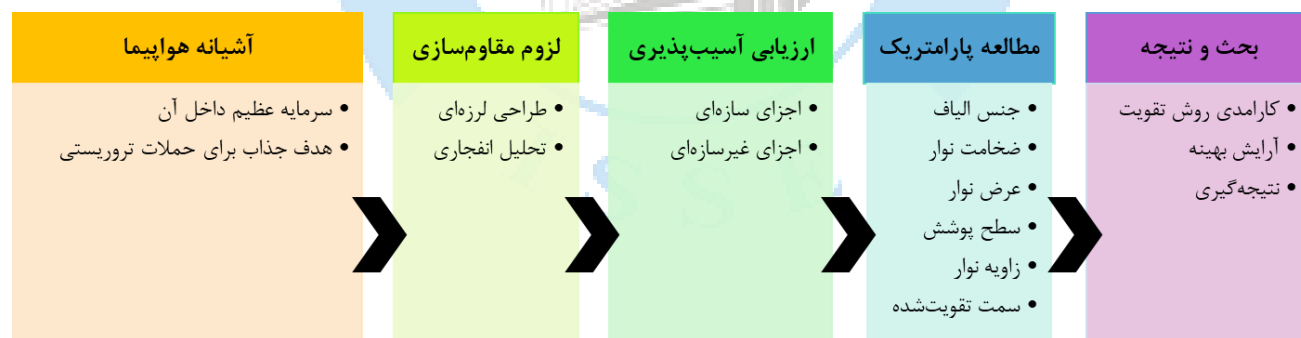 آشیانه هواپیما
• سرمایه عظیم داخل آن
• هدف جذاب برای حملات تروریستی
لزوم مقاوم‌سازی
• طراحی لرزه‌ای
• تحلیل انفجاری
ارزیابی آسیب‌پذیری
• اجزای سازه‌ای
• اجزای غیرسازه‌ای
مطالعه پارامتریک
• جنس الیاف
• ضخامت نوار
• عرض نوار
• سطح پوشش
• زاویه نوار
• سمت تقویت‌شده
بحث و نتیجه
• کارامدی روش تقویت
• آرایش بهینه
• نتیجه‌گیری